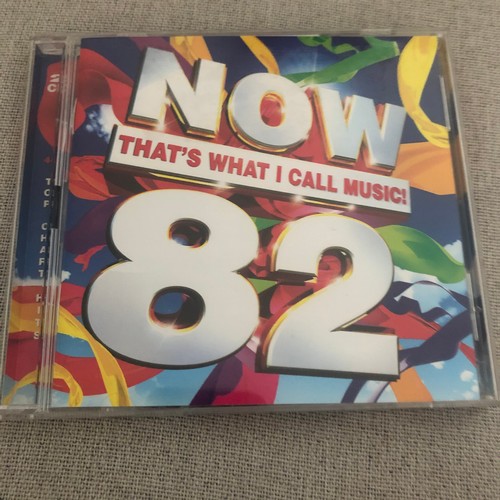 NOW
THAT'S WHAT I CALL MUSIC!
82
TOP CHART HITS